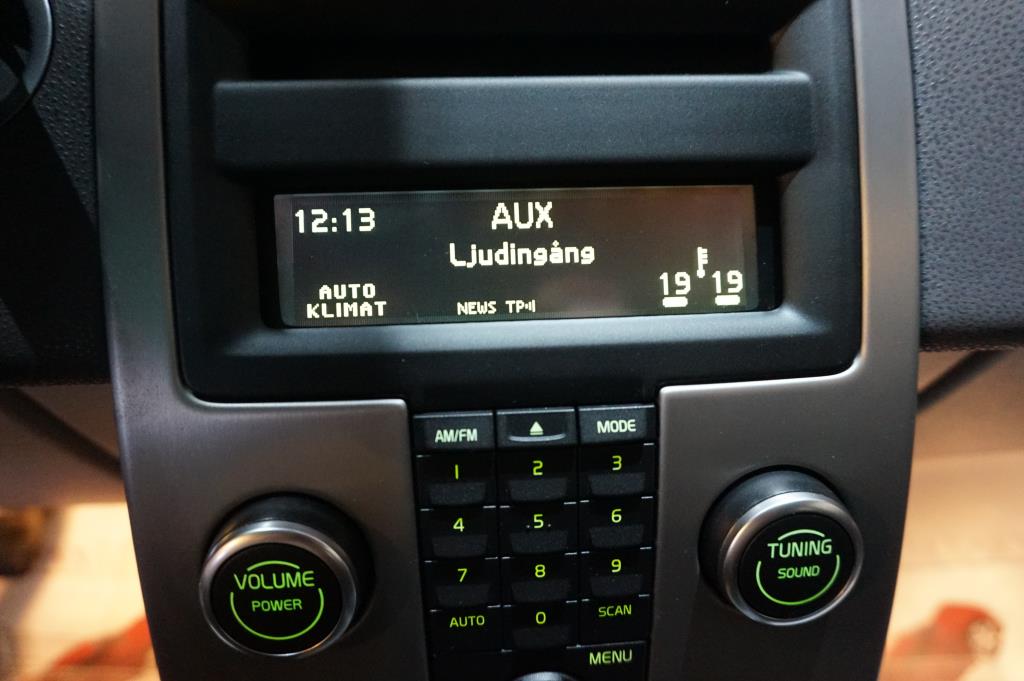 12:13
AUX
Ljudingång
19 19
AUTO
KLIMAT
NEWS TP
AM/FM MODE
1 2 3
4 .5. 6
7 8 9
AUTO 0 SCAN
MENU
VOLUME
POWER
TUNING
SOUND